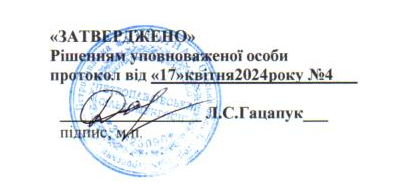 «ЗАТВЕРДЖЕНО»
Рішенням уповноваженої особи
протокол від «17»квітня2024року №4
Л.С.Гацапук
підпис, м.п.